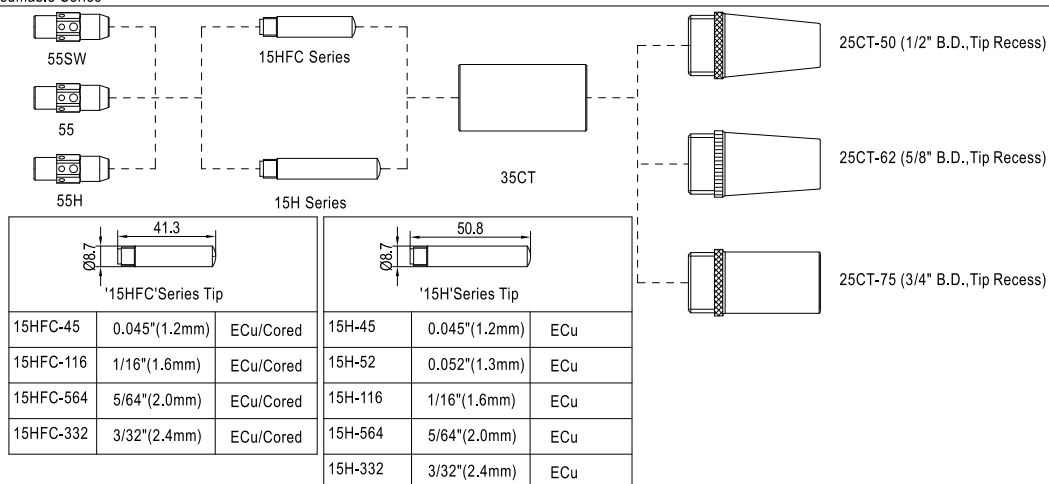 55SW
15HFC Series
25CT-50 (1/2" B.D.,Tip Recess)
55
25CT-62 (5/8" B.D.,Tip Recess)
35CT
55H
15H Series
41.3
Ø8.7
'15HFC'Series Tip
15HFC-45 0.045"(1.2mm) ECu/Cored
15HFC-116 1/16"(1.6mm) ECu/Cored
15HFC-564 5/64"(2.0mm) ECu/Cored
15HFC-332 3/32"(2.4mm) ECu/Cored
50.8
Ø8.7
'15H'Series Tip
15H-45 0.045"(1.2mm) ECu
15H-52 0.052"(1.3mm) ECu
15H-116 1/16"(1.6mm) ECu
15H-564 5/64"(2.0mm) ECu
15H-332 3/32"(2.4mm) ECu
25CT-75 (3/4" B.D.,Tip Recess)